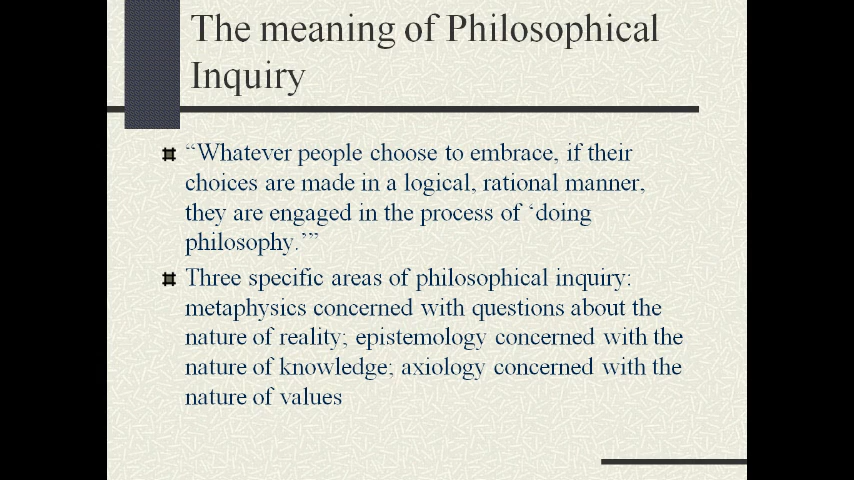 The meaning of Philosophical
Inquiry
“Whatever people choose to embrace, if their
choices are made in a logical, rational manner,
they are engaged in the process of ‘doing
philosophy.’”
Three specific areas of philosophical inquiry:
metaphysics concerned with questions about the
nature of reality; epistemology concerned with the
nature of knowledge; axiology concerned with the
nature of values